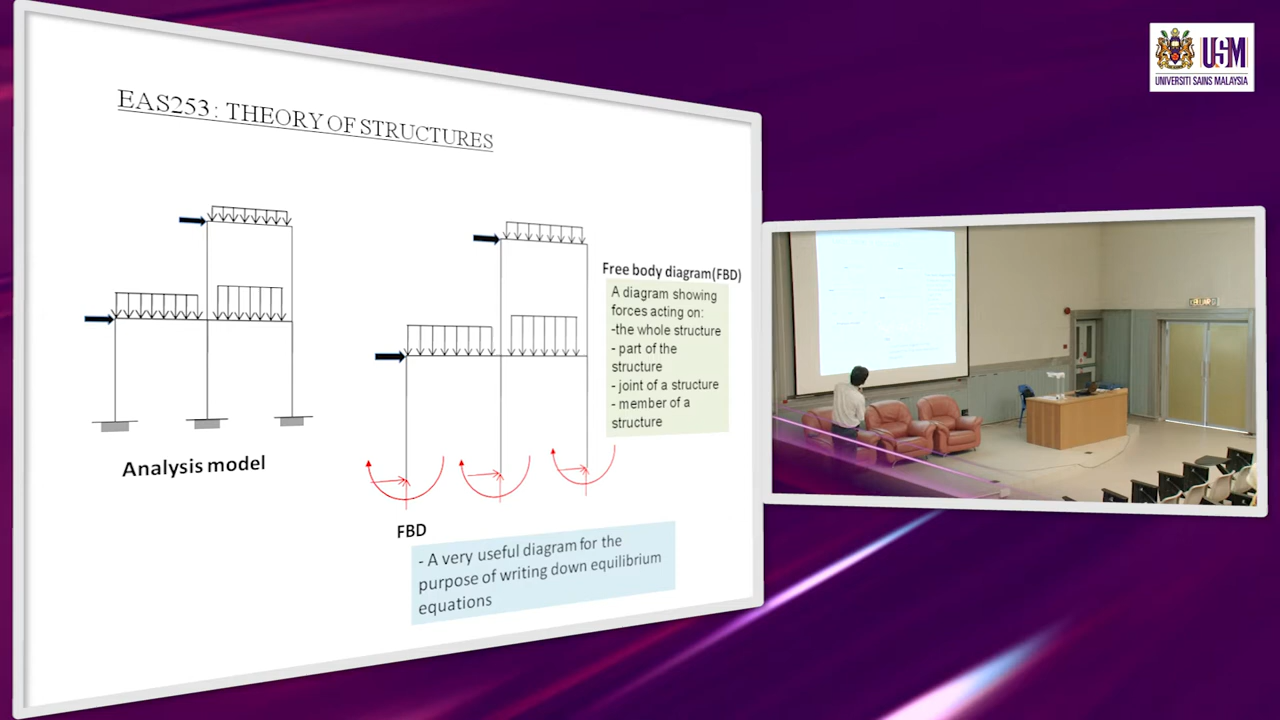 EAS253: THEORY OF STRUCTURES
Analysis model
FBD
Free body diagram(FBD)
A diagram showing
forces acting on:
-the whole structure
- part of the
structure
- joint of a structure
- member of a
structure
- A very useful diagram for the
purpose of writing down equilibrium
equations
USM
UNIVERSITI SAINS MALAYSIA